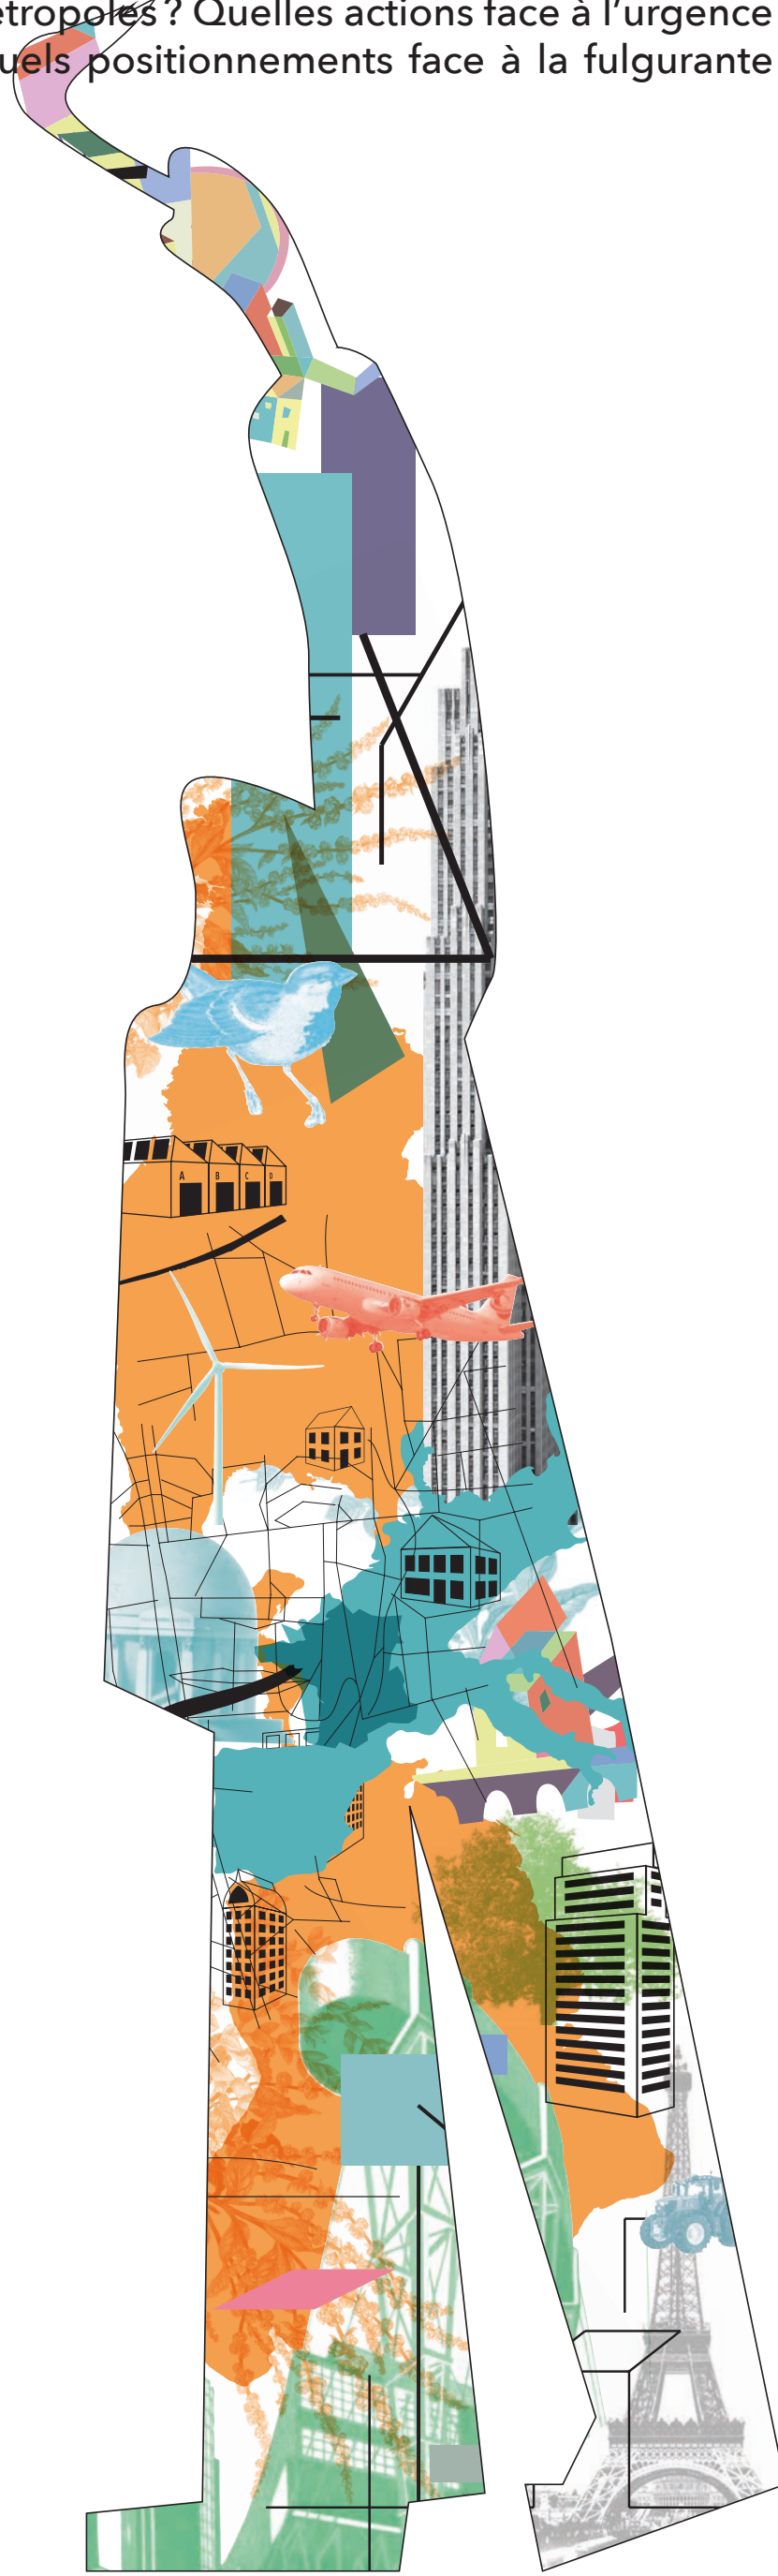 étropoles ? Quelles actions face à l’urgence
uels positionnements face à la fulgurante
A B C D